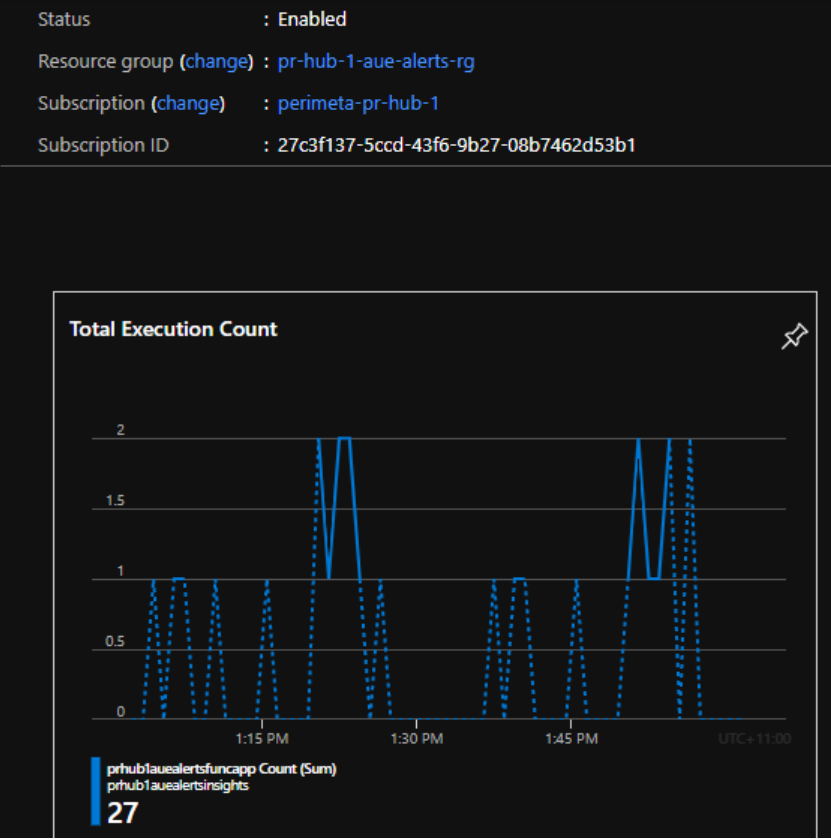 Status : Enabled
Resource group (change) : pr-hub-1-aue-alerts-rg
Subscription (change) : perimeta-pr-hub-1
Subscription ID : 27c3f137-5ccd-43f6-9b27-08b7462d53b1
Total Execution Count
2
1.5
1
0.5
0
1:15 PM 1:30 PM 1:45 PM UTC+11:00
prhub1auealertsfuncapp Count (Sum)
prhub1auealertsinsights
27